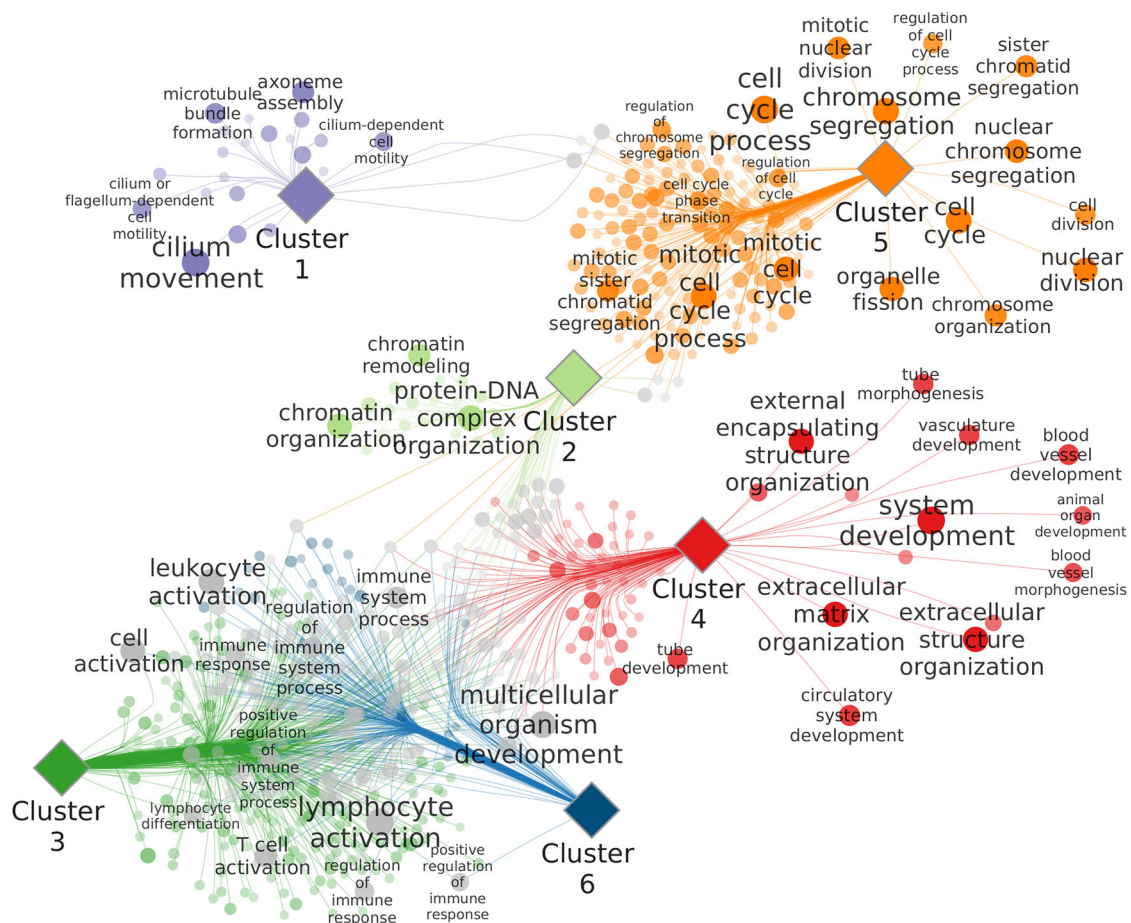 axoneme
assembly
microtubule
bundle
formation
cilium-dependent
cell
motility
cilium or
flagellum-dependent
cell
motility
cilium
movement
Cluster
1
mitotic
nuclear
division
regulation
of cell
cycle
process
sister
chromatid
segregation
cell
cycle
process
chromosome
segregation
regulation
of
chromosome
segregation
nuclear
chromosome
segregation
regulation
of cell
cycle
cell cycle
phase
transition
Cluster
5
cell
cycle
cell
division
mitotic
cell
cycle
process
mitotic
cell
cycle
mitotic
sister
chromatid
segregation
organelle
fission
nuclear
division
chromosome
organization
chromatin
remodeling
protein-DNA
complex
organization
chromatin
organization
Cluster
2
tube
morphogenesis
external
encapsulating
structure
organization
vasculature
development
blood
vessel
development
system
development
animal
organ
development
blood
vessel
morphogenesis
Cluster
4
extracellular
matrix
organization
extracellular
structure
organization
tube
development
circulatory
system
development
leukocyte
activation
immune
system
process
regulation
of
immune
system
process
cell
activation
immune
response
multicellular
organism
development
positive
regulation
of
immune
system
process
Cluster
3
lymphocyte
differentiation
lymphocyte
activation
T cell
activation
regulation
of
immune
response
positive
regulation
of
immune
response
Cluster
6